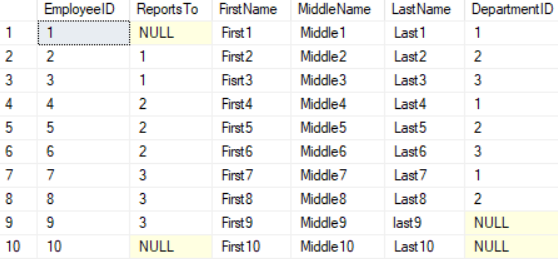 EmployeeID ReportsTo FirstName MiddleName LastName DepartmentID
1 1 NULL First1 Middle1 Last1 1
2 2 1 First2 Middle2 Last2 2
3 3 1 Fisrt3 Middle3 Last3 3
4 4 2 First4 Middle4 Last4 1
5 5 2 First5 Middle5 Last5 2
6 6 2 First6 Middle6 Last6 3
7 7 3 First7 Middle7 Last7 1
8 8 3 First8 Middle8 Last8 2
9 9 3 First9 Middle9 last9 NULL
10 10 NULL First10 Middle10 Last10 NULL